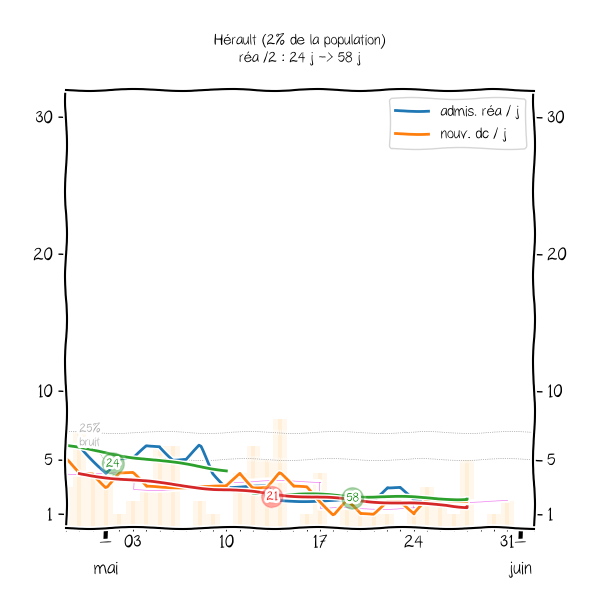 Hérault (2% de la population)
réa /2 : 24 j -> 58 j
admis. réa / j
nouv. dc / j
30
30
20
20
10
10
25%
bruit
5
5
24
21
58
1
1
03
10
17
24
31
mai
juin